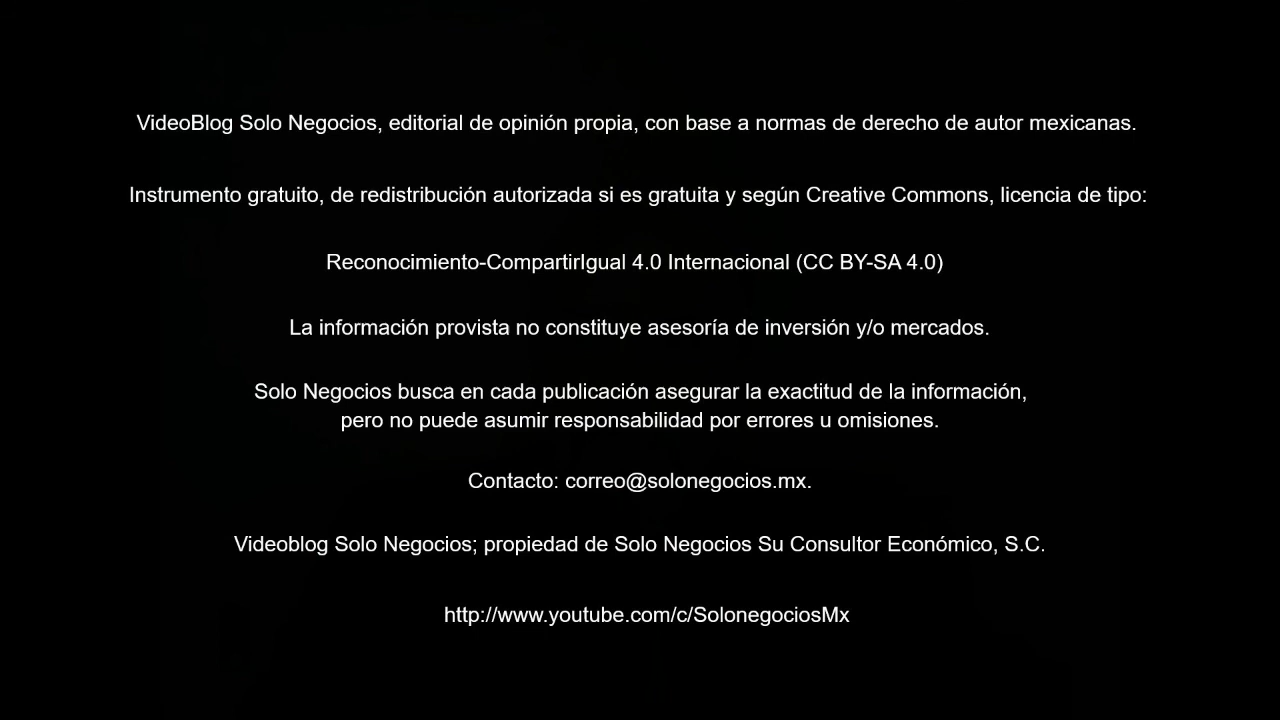 VideoBlog Solo Negocios, editorial de opinión propia, con base a normas de derecho de autor mexicanas.
Instrumento gratuito, de redistribución autorizada si es gratuita y según Creative Commons, licencia de tipo:
Reconocimiento-CompartirIgual 4.0 Internacional (CC BY-SA 4.0)
La información provista no constituye asesoría de inversión y/o mercados.
Solo Negocios busca en cada publicación asegurar la exactitud de la información,
pero no puede asumir responsabilidad por errores u omisiones.
Contacto: correo@solonegocios.mx.
Videoblog Solo Negocios; propiedad de Solo Negocios Su Consultor Económico, S.C.
http://www.youtube.com/c/SolonegociosMx